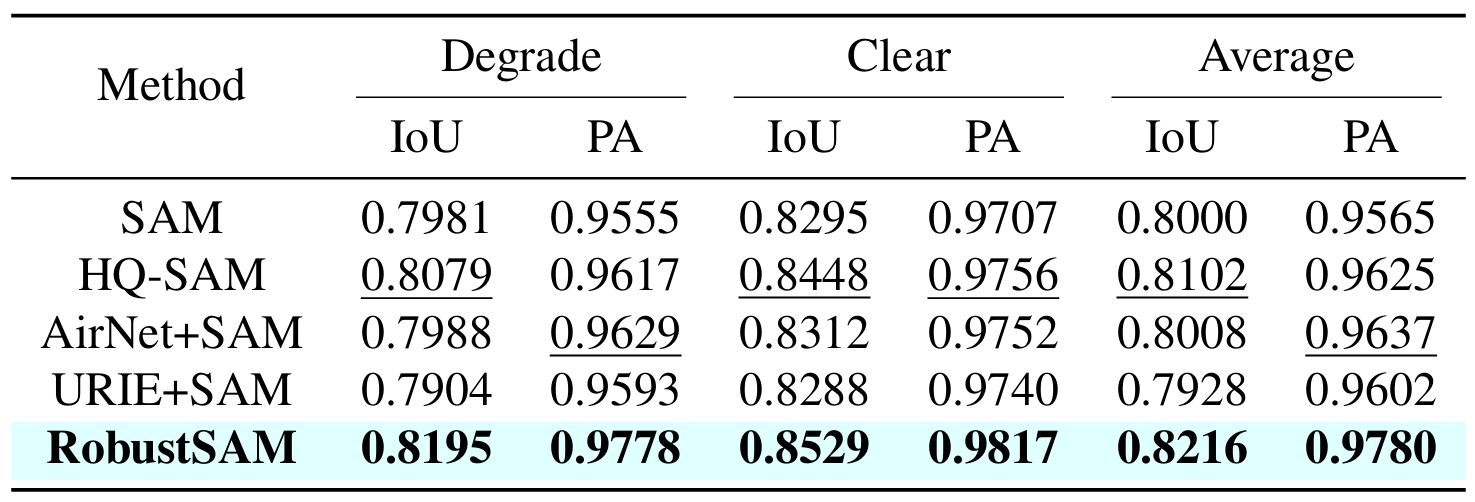 Method Degrade Clear Average
IoU PA IoU PA IoU PA
SAM 0.7981 0.9555 0.8295 0.9707 0.8000 0.9565
HQ-SAM 0.8079 0.9617 0.8448 0.9756 0.8102 0.9625
AirNet+SAM 0.7988 0.9629 0.8312 0.9752 0.8008 0.9637
URIE+SAM 0.7904 0.9593 0.8288 0.9740 0.7928 0.9602
RobustSAM 0.8195 0.9778 0.8529 0.9817 0.8216 0.9780